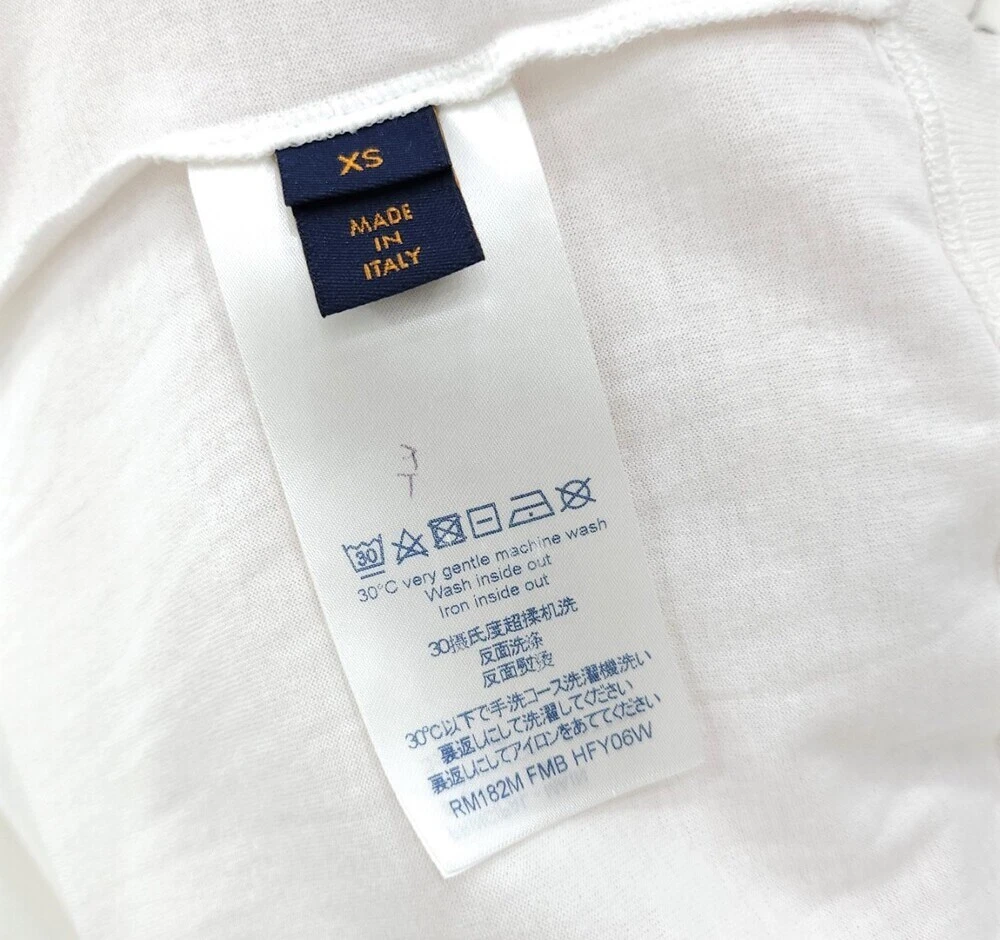 XS
MADE
IN
ITALY
30
30°C very gentle machine wash
Wash inside out
Iron inside out
30摄氏度超揉机洗
反面洗涤
反面熨烫
30℃以下で手洗コース洗濯機洗い
裏返しにして洗濯してください
裏返しにしてアイロンをあててください
RM182M FMB HFY06W